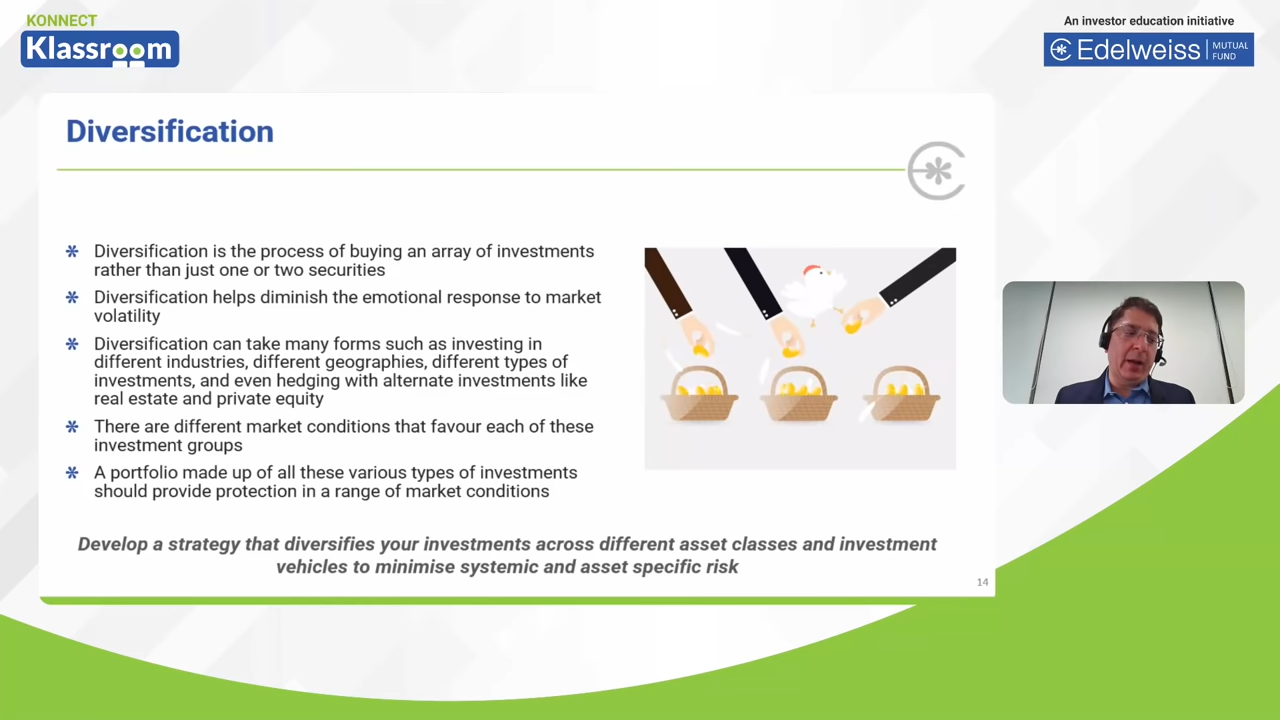 KONNECT
Klassroom
An investor education initiative
Edelweiss
MUTUAL
FUND
Diversification
Diversification is the process of buying an array of investments
rather than just one or two securities
Diversification helps diminish the emotional response to market
volatility
Diversification can take many forms such as investing in
different industries, different geographies, different types of
investments, and even hedging with alternate investments like
real estate and private equity
There are different market conditions that favour each of these
investment groups
A portfolio made up of all these various types of investments
should provide protection in a range of market conditions
Develop a strategy that diversifies your investments across different asset classes and investment
vehicles to minimise systemic and asset specific risk
14